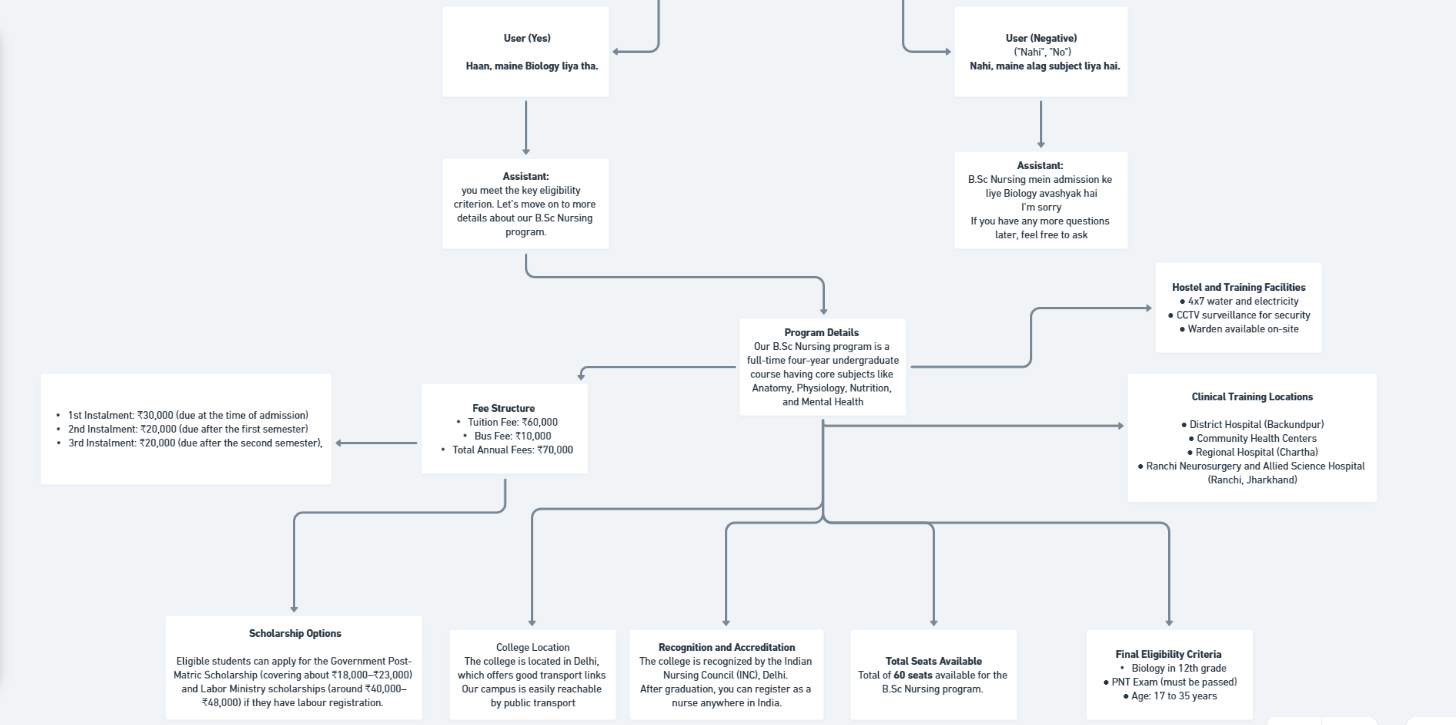 User (Yes)
Haan, maine Biology liya tha.
User (Negative)
("Nahi", "No")
Nahi, maine alag subject liya hai.
Assistant:
you meet the key eligibility
criterion. Let's move on to more
details about our B.Sc Nursing
program.
Assistant:
B.Sc Nursing mein admission ke
liye Biology avashyak hai
I'm sorry
If you have any more questions
later, feel free to ask
Hostel and Training Facilities
● 4x7 water and electricity
● CCTV surveillance for security
● Warden available on-site
Program Details
Our B.Sc Nursing program is a
full-time four-year undergraduate
course having core subjects like
Anatomy, Physiology, Nutrition,
and Mental Health
Clinical Training Locations
● District Hospital (Backundpur)
● Community Health Centers
● Regional Hospital (Chartha)
● Ranchi Neurosurgery and Allied Science Hospital
(Ranchi, Jharkhand)
Fee Structure
• Tuition Fee: ₹60,000
• Bus Fee: ₹10,000
• Total Annual Fees: ₹70,000
• 1st Instalment: ₹30,000 (due at the time of admission)
• 2nd Instalment: ₹20,000 (due after the first semester)
• 3rd Instalment: ₹20,000 (due after the second semester),
Scholarship Options
Eligible students can apply for the Government Post-
Matric Scholarship (covering about ₹18,000–₹23,000)
and Labor Ministry scholarships (around ₹40,000–
₹48,000) if they have labour registration.
College Location
The college is located in Delhi,
which offers good transport links
Our campus is easily reachable
by public transport
Recognition and Accreditation
The college is recognized by the Indian
Nursing Council (INC), Delhi.
After graduation, you can register as a
nurse anywhere in India.
Total Seats Available
Total of 60 seats available for the
B.Sc Nursing program.
Final Eligibility Criteria
• Biology in 12th grade
● PNT Exam (must be passed)
● Age: 17 to 35 years